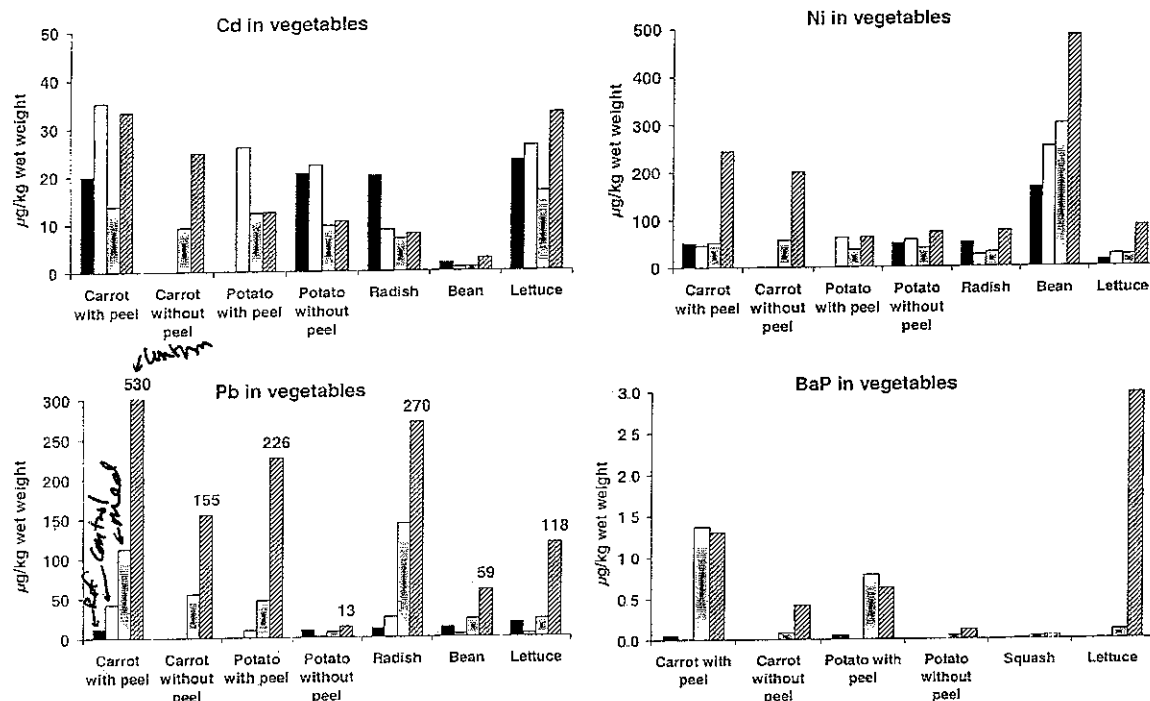 Cd in vegetables
50
40
30
20
10
0
µg/kg wet weight
Carrot with peel
Carrot without peel
Potato with peel
Potato without peel
Radish
Bean
Lettuce
Ni in vegetables
500
400
300
200
100
0
µg/kg wet weight
Carrot with peel
Carrot without peel
Potato with peel
Potato without peel
Radish
Bean
Lettuce
Pb in vegetables
300
250
200
150
100
50
0
µg/kg wet weight
530
155
226
13
270
59
118
Ref
Control
Carrot with peel
Carrot without peel
Potato with peel
Potato without peel
Radish
Bean
Lettuce
BaP in vegetables
3.0
2.5
2.0
1.5
1.0
0.5
0.0
µg/kg wet weight
Carrot with peel
Carrot without peel
Potato with peel
Potato without peel
Squash
Lettuce